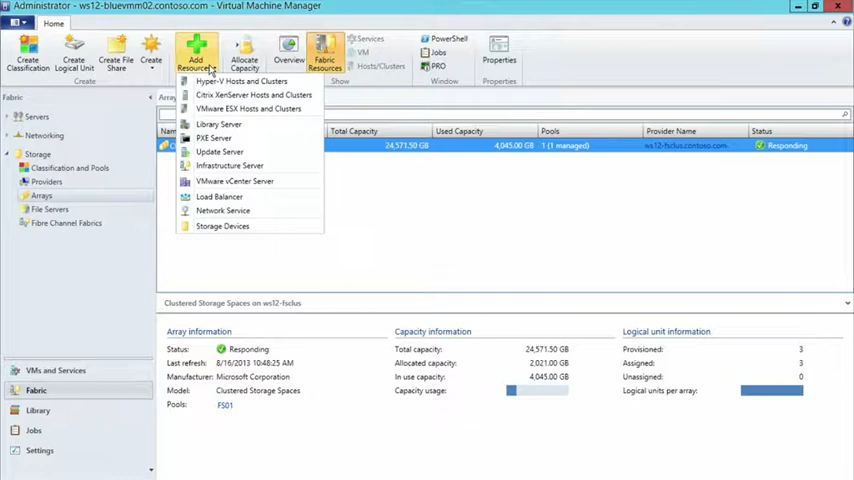 Administrator - ws12-bluevmm02.contoso.com - Virtual Machine Manager
Home
Create Classification
Create Logical Unit
Create File Share
Create
Add Resources
Allocate Capacity
Overview
Fabric Resources
Services
VM
Hosts/Clusters
PowerShell
Jobs
PRO
Properties
Create
Show
Window
Hyper-V Hosts and Clusters
Citrix XenServer Hosts and Clusters
VMware ESX Hosts and Clusters
Library Server
PXE Server
Update Server
Infrastructure Server
VMware vCenter Server
Load Balancer
Network Service
Storage Devices
Fabric
Servers
Networking
Storage
Classification and Pools
Providers
Arrays
File Servers
Fibre Channel Fabrics
Total Capacity
Used Capacity
Pools
Provider Name
Status
24,571.50 GB
4,045.00 GB
1 (1 managed)
ws12-fsclus.contoso.com
Responding
Clustered Storage Spaces on ws12-fsclus
Array information
Status:
Responding
Last refresh:
8/16/2013 10:48:25 AM
Manufacturer:
Microsoft Corporation
Model:
Clustered Storage Spaces
Pools:
FS01
Capacity information
Total capacity:
24,571.50 GB
Allocated capacity:
2,021.00 GB
In use capacity:
4,045.00 GB
Capacity usage:
Logical unit information
Provisioned:
3
Assigned:
3
Unassigned:
0
Logical units per array:
VMs and Services
Fabric
Library
Jobs
Settings